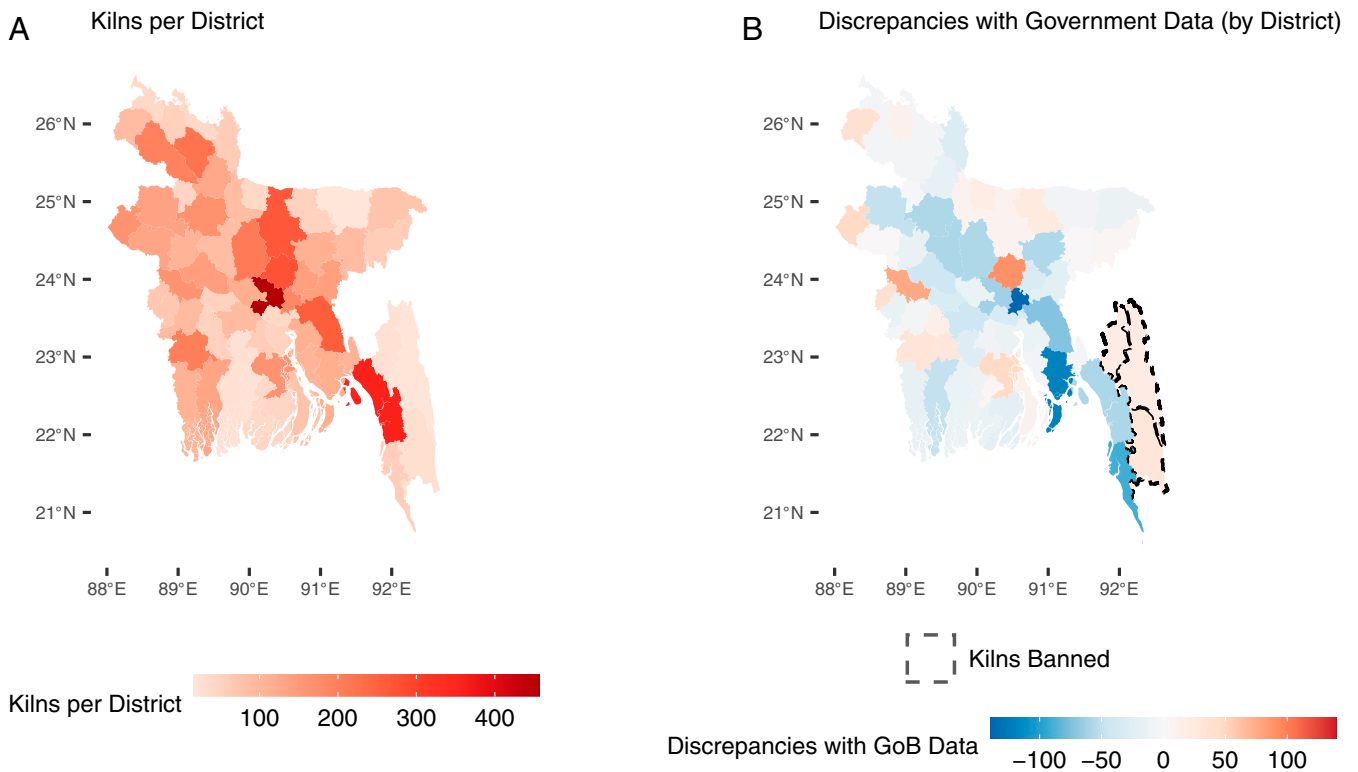 A
Kilns per District
26°N
25°N
24°N
23°N
22°N
21°N
88°E 89°E 90°E 91°E 92°E
Kilns per District
100 200 300 400
B
Discrepancies with Government Data (by District)
26°N
25°N
24°N
23°N
22°N
21°N
88°E 89°E 90°E 91°E 92°E
Kilns Banned
Discrepancies with GoB Data
−100 −50 0 50 100